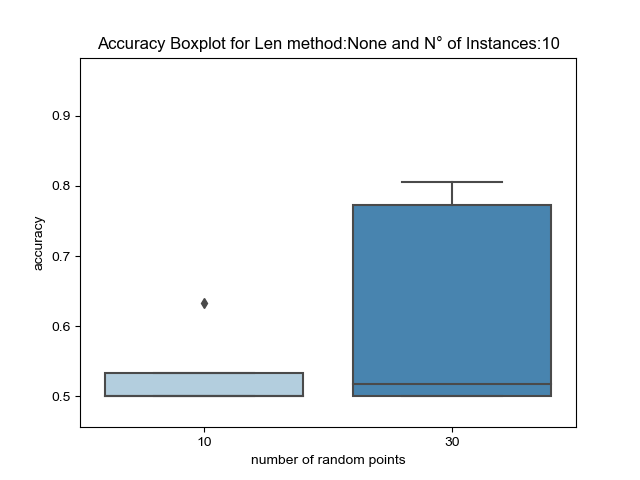 Accuracy Boxplot for Len method:None and N° of Instances:10
accuracy
0.9
0.8
0.7
0.6
0.5
10
30
number of random points